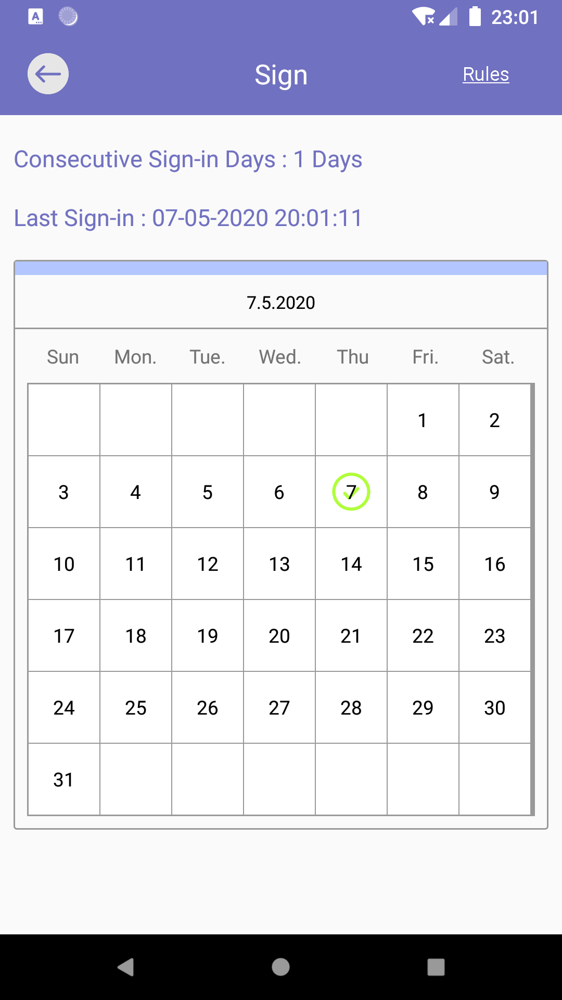 A 23:01
Sign Rules
Consecutive Sign-in Days : 1 Days
Last Sign-in : 07-05-2020 20:01:11
7.5.2020
Sun Mon. Tue. Wed. Thu Fri. Sat.
1 2
3 4 5 6 7 8 9
10 11 12 13 14 15 16
17 18 19 20 21 22 23
24 25 26 27 28 29 30
31